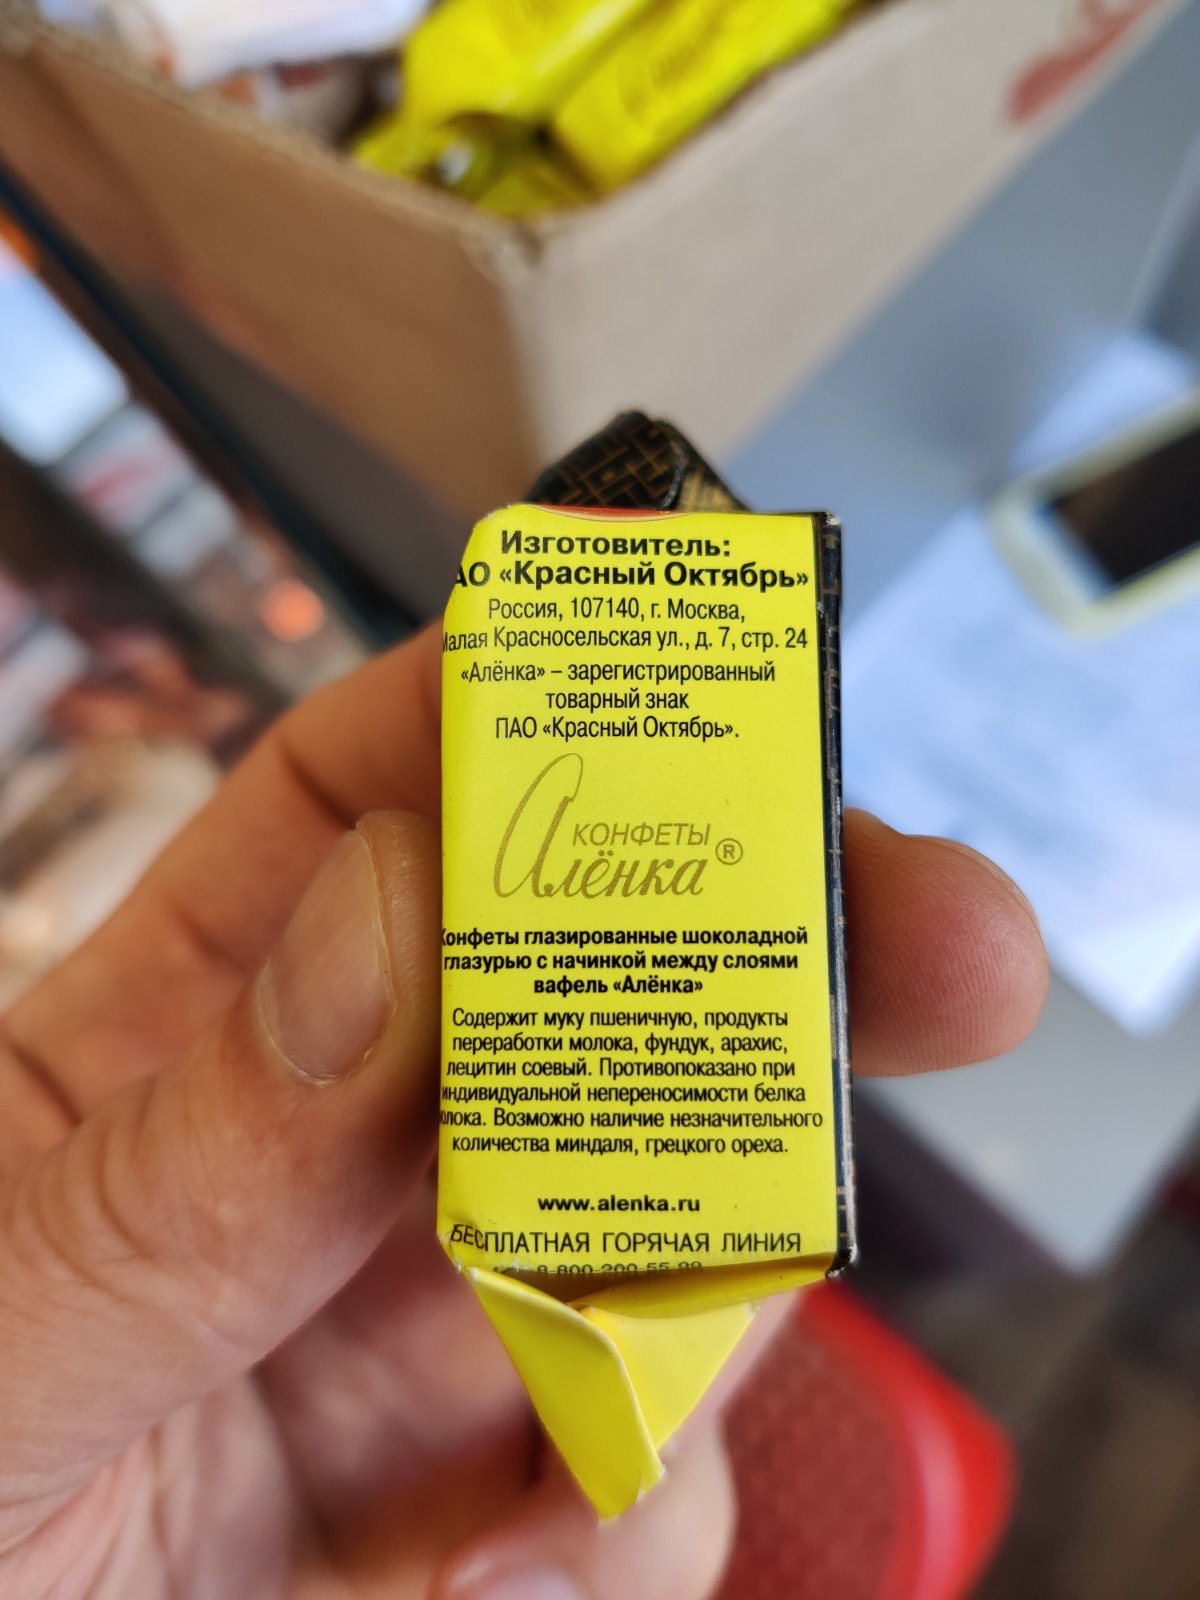 Изготовитель:
АО «Красный Октябрь»
Россия, 107140, г. Москва,
Малая Красносельская ул., д. 7, стр. 24
«Алёнка» – зарегистрированный
товарный знак
ПАО «Красный Октябрь».
КОНФЕТЫ
Алёнка®
Конфеты глазированные шоколадной
глазурью с начинкой между слоями
вафель «Алёнка»
Содержит муку пшеничную, продукты
переработки молока, фундук, арахис,
лецитин соевый. Противопоказано при
индивидуальной непереносимости белка
молока. Возможно наличие незначительного
количества миндаля, грецкого ореха.
www.alenka.ru
БЕСПЛАТНАЯ ГОРЯЧАЯ ЛИНИЯ